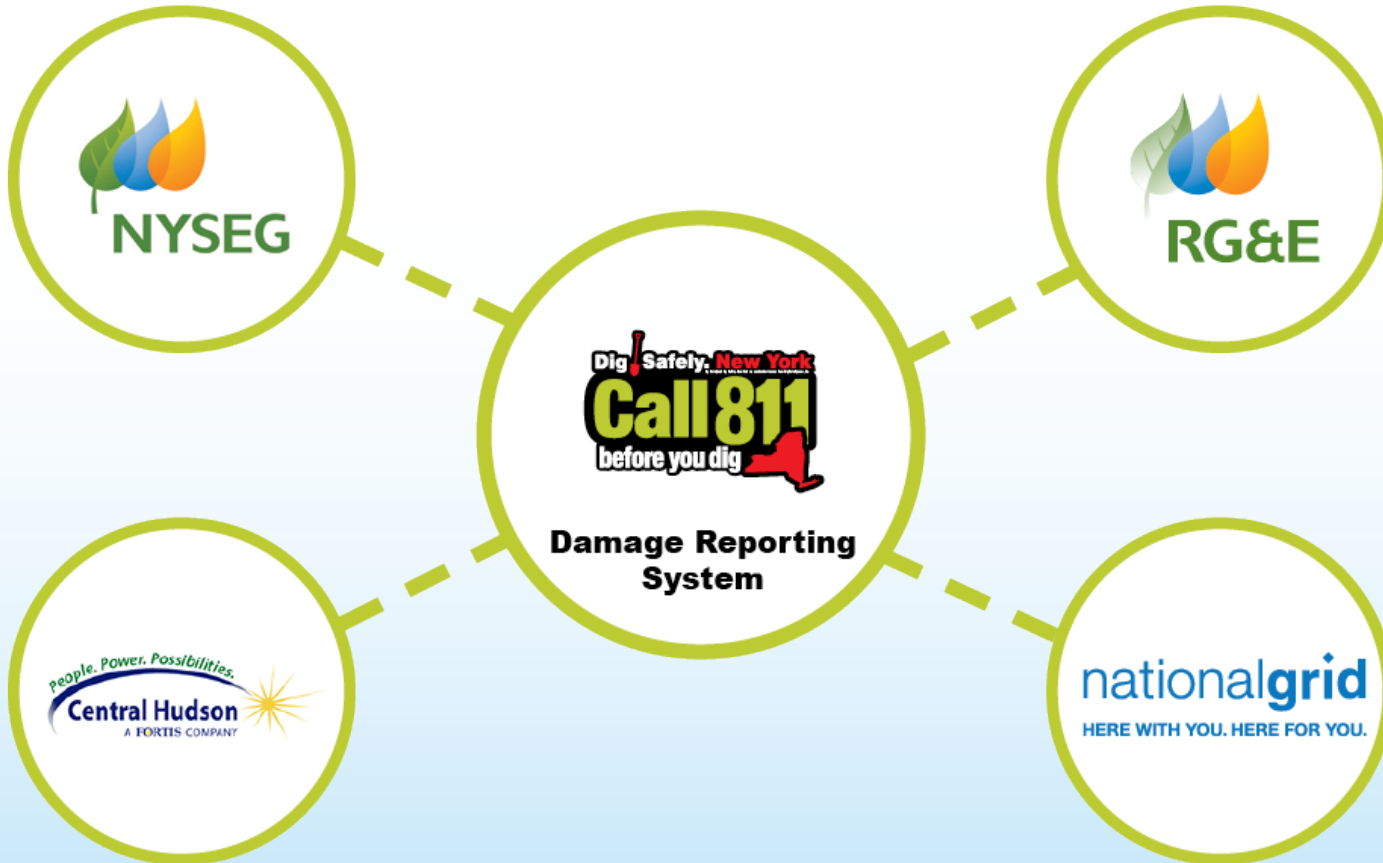 NYSEG
RG&E
Dig Safely. New York
Call 811
before you dig
Damage Reporting
System
People. Power. Possibilities.
Central Hudson
A FORTIS COMPANY
nationalgrid
HERE WITH YOU. HERE FOR YOU.